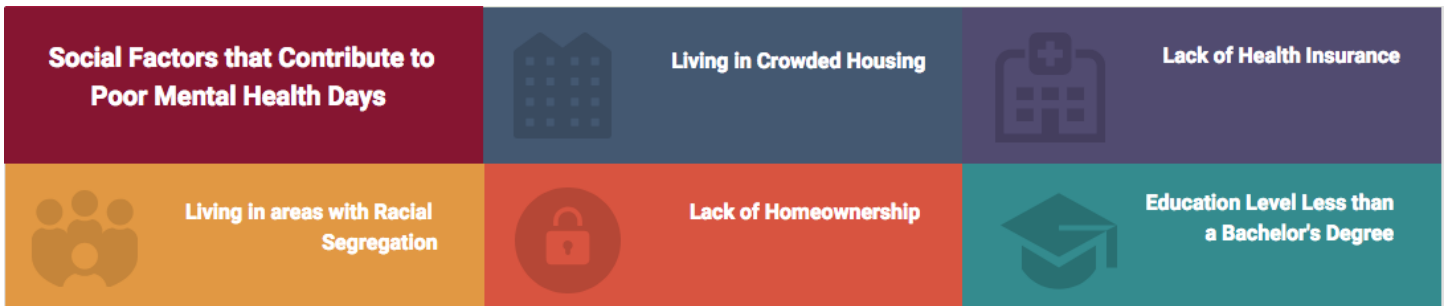 Social Factors that Contribute to
Poor Mental Health Days
Living in Crowded Housing
Lack of Health Insurance
Living in areas with Racial
Segregation
Lack of Homeownership
Education Level Less than
a Bachelor's Degree